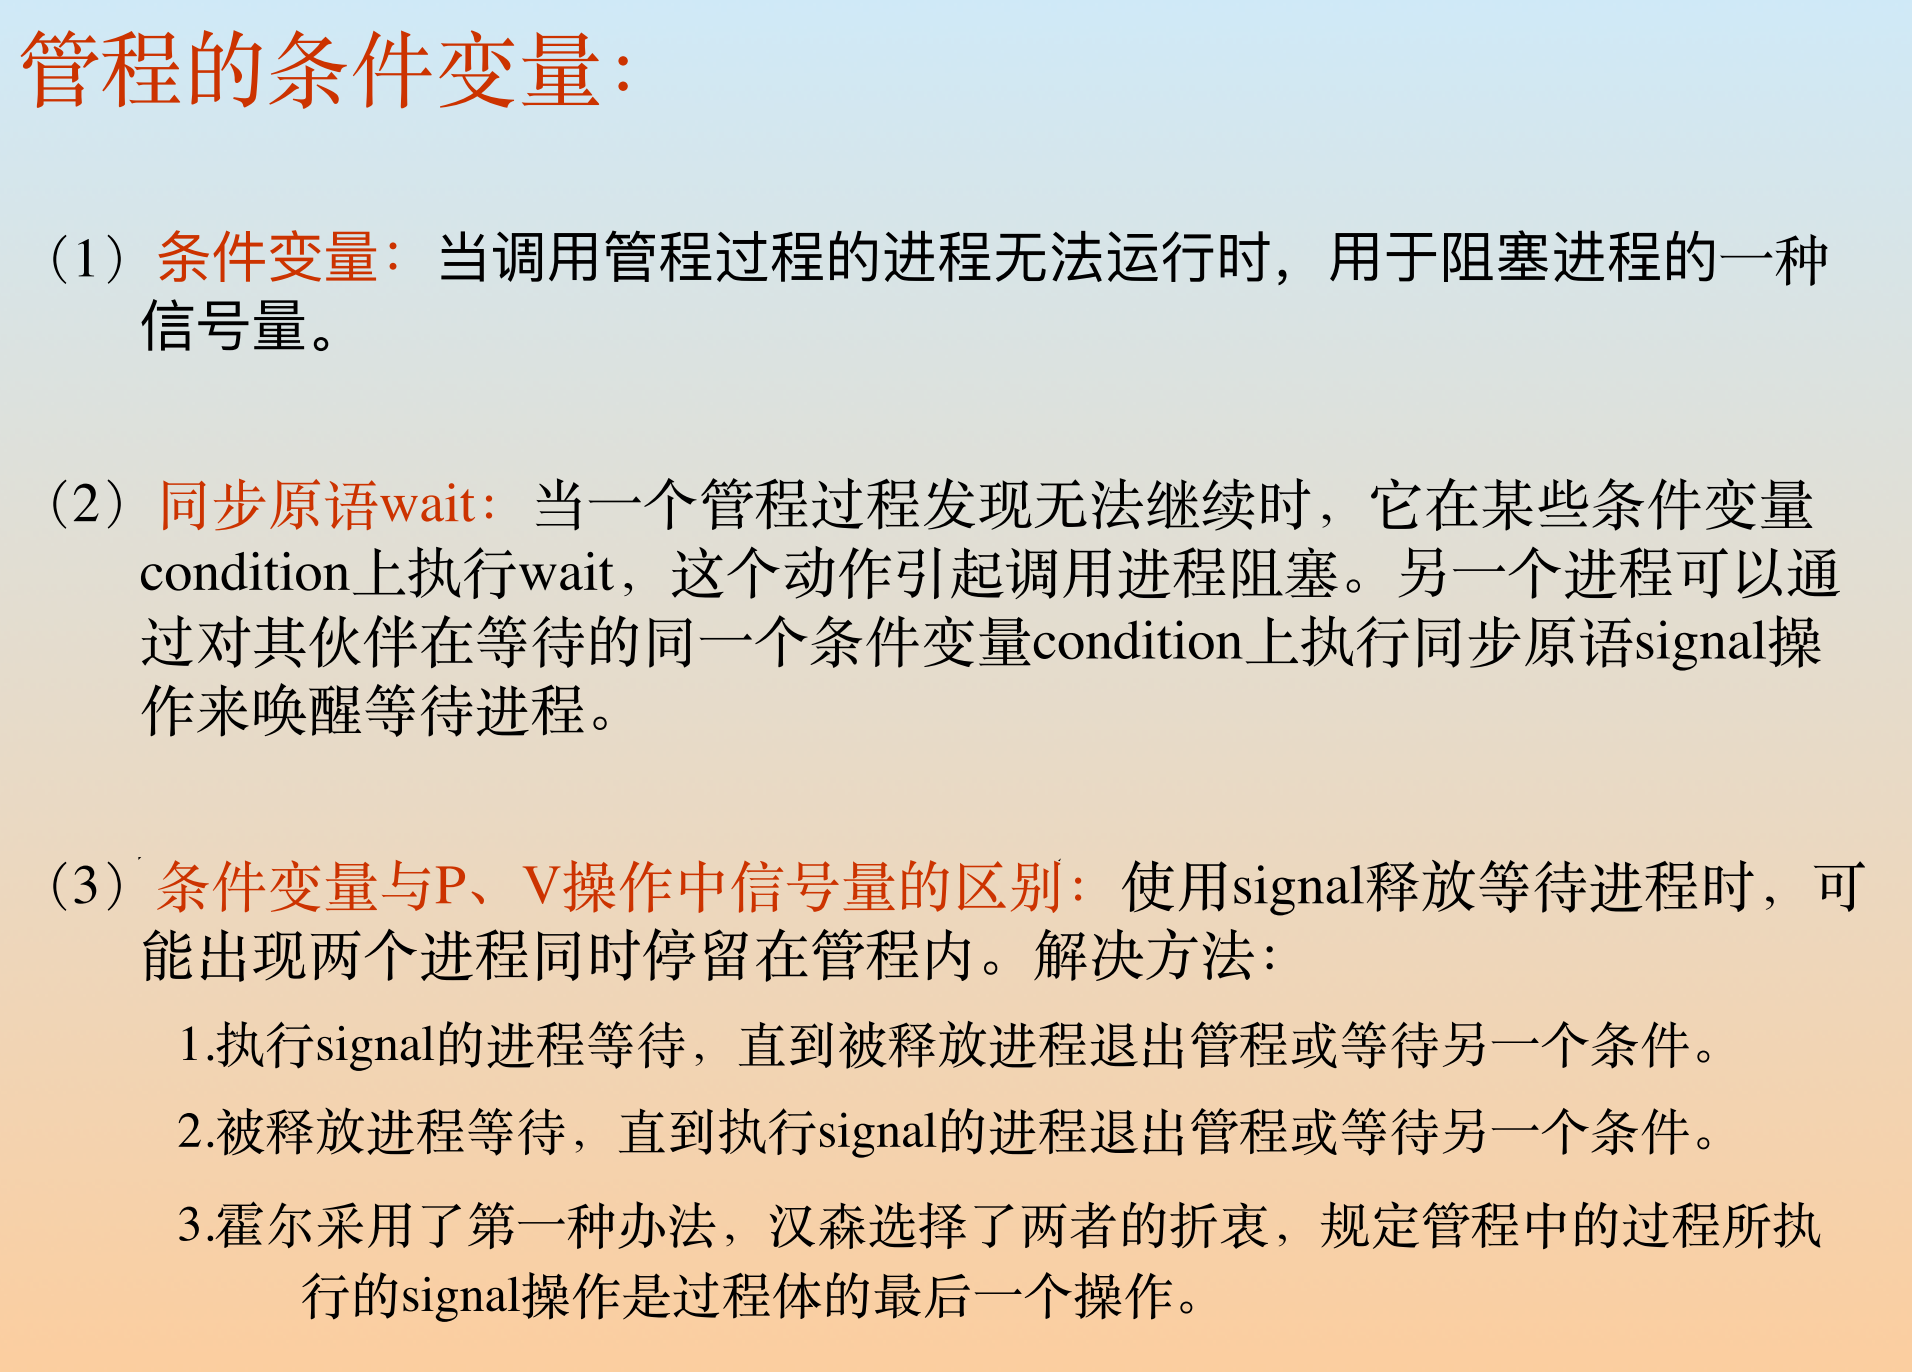 管程的条件变量：
（1）条件变量：当调用管程过程的进程无法运行时，用于阻塞进程的一种
信号量。
（2）同步原语wait：当一个管程过程发现无法继续时，它在某些条件变量
condition上执行wait，这个动作引起调用进程阻塞。另一个进程可以通
过对其伙伴在等待的同一个条件变量condition上执行同步原语signal操
作来唤醒等待进程。
（3）条件变量与P、V操作中信号量的区别：使用signal释放等待进程时，可
能出现两个进程同时停留在管程内。解决方法：
1.执行signal的进程等待，直到被释放进程退出管程或等待另一个条件。
2.被释放进程等待，直到执行signal的进程退出管程或等待另一个条件。
3.霍尔采用了第一种办法，汉森选择了两者的折衷，规定管程中的过程所执
行的signal操作是过程体的最后一个操作。